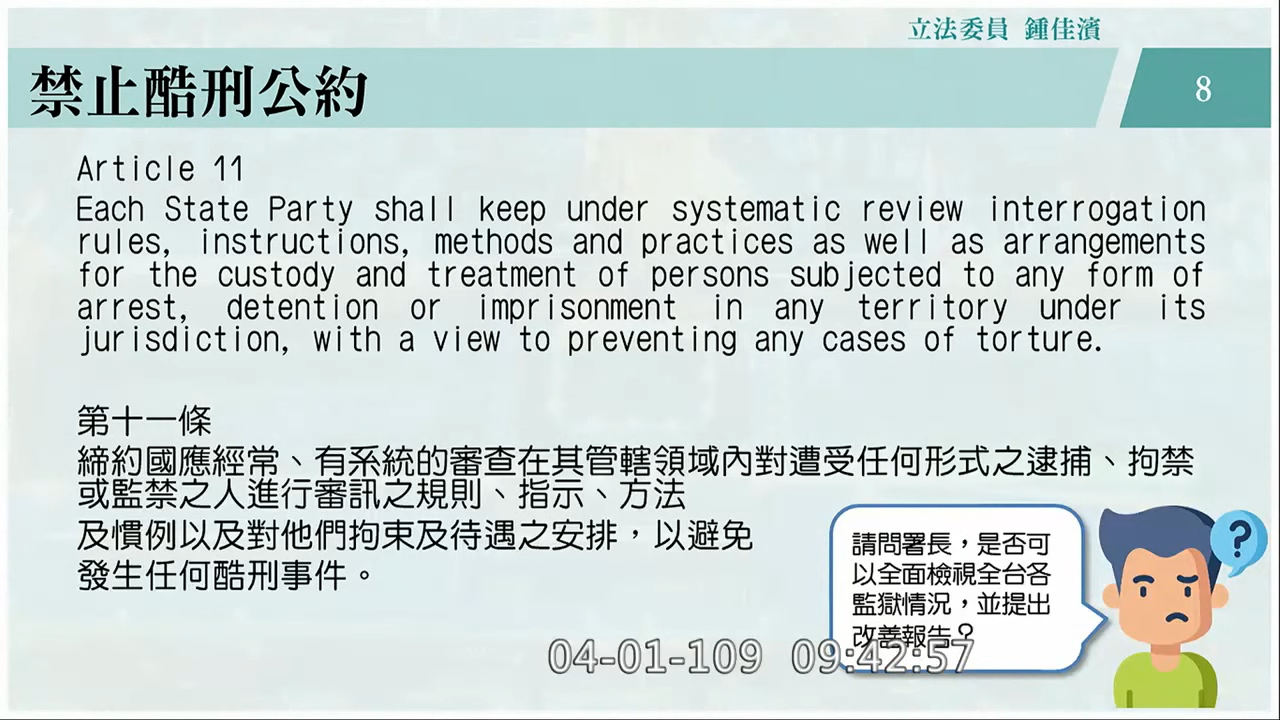 立法委員 鍾佳濱
禁止酷刑公約
8
Article 11
Each State Party shall keep under systematic review interrogation
rules, instructions, methods and practices as well as arrangements
for the custody and treatment of persons subjected to any form of
arrest, detention or imprisonment in any territory under its
jurisdiction, with a view to preventing any cases of torture.
第十一條
締約國應經常、有系統的審查在其管轄領域內對遭受任何形式之逮捕、拘禁
或監禁之人進行審訊之規則、指示、方法
及慣例以及對他們拘束及待遇之安排，以避免
發生任何酷刑事件。
請問署長，是否可
以全面檢視全台各
監獄情況，並提出
改善報告？
?
04-01-109 09:42:57